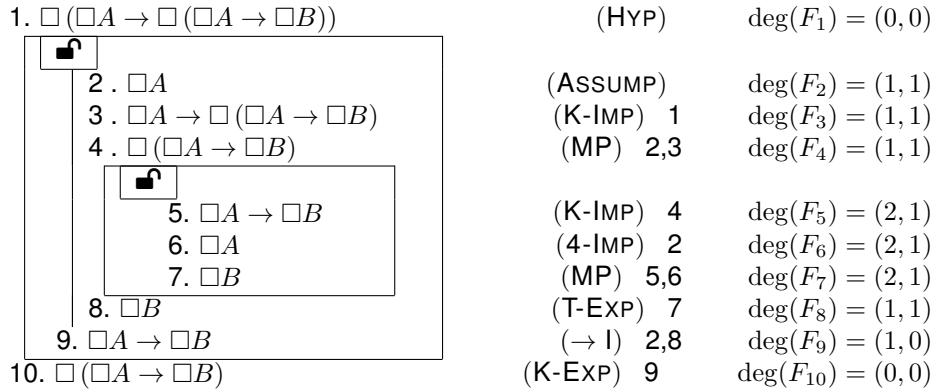 1. □ (□A → □ (□A → □B)) (HYP) deg(F₁) = (0, 0)
2 . □A (ASSUMP) deg(F₂) = (1, 1)
3 . □A → □ (□A → □B) (K-IMP) 1 deg(F₃) = (1, 1)
4 . □ (□A → □B) (MP) 2,3 deg(F₄) = (1, 1)
5. □A → □B (K-IMP) 4 deg(F₅) = (2, 1)
6. □A (4-IMP) 2 deg(F₆) = (2, 1)
7. □B (MP) 5,6 deg(F₇) = (2, 1)
8. □B (T-EXP) 7 deg(F₈) = (1, 1)
9. □A → □B (→ I) 2,8 deg(F₉) = (1, 0)
10. □ (□A → □B) (K-EXP) 9 deg(F₁₀) = (0, 0)